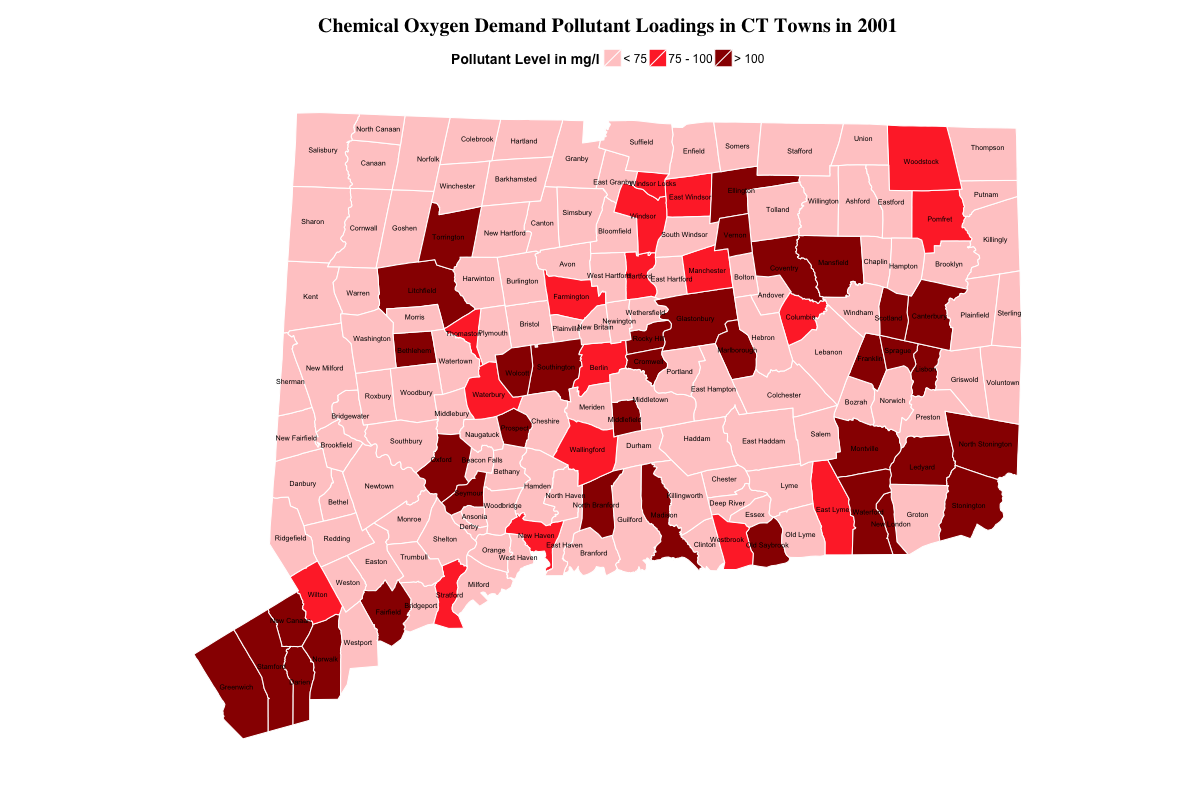 Chemical Oxygen Demand Pollutant Loadings in CT Towns in 2001
Pollutant Level in mg/l < 75 75 - 100 > 100
North Canaan
Salisbury
Canaan
Norfolk
Colebrook
Hartland
Granby
Suffield
Enfield
Somers
Stafford
Union
Woodstock
Thompson
Winchester
Barkhamsted
East Granby
Windsor Locks
East Windsor
Ellington
Tolland
Willington
Ashford
Eastford
Putnam
Sharon
Cornwall
Goshen
Torrington
New Hartford
Canton
Simsbury
Bloomfield
Windsor
South Windsor
Vernon
Pomfret
Killingly
Kent
Warren
Litchfield
Harwinton
Burlington
Avon
West Hartford
Hartford
East Hartford
Manchester
Bolton
Coventry
Mansfield
Chaplin
Hampton
Brooklyn
Morris
Farmington
Andover
Columbia
Windham
Scotland
Canterbury
Plainfield
Sterling
Washington
Bethlehem
Thomaston
Plymouth
Bristol
Plainville
New Britain
Newington
Wethersfield
Glastonbury
Rocky Hill
Hebron
Marlborough
Lebanon
Franklin
Sprague
Lisbon
Griswold
Voluntown
New Milford
Sherman
Watertown
Wolcott
Southington
Berlin
Cromwell
Portland
East Hampton
Colchester
Bozrah
Norwich
Preston
Roxbury
Woodbury
Waterbury
Bridgewater
Middlebury
Prospect
Cheshire
Meriden
Middletown
Middlefield
New Fairfield
Brookfield
Southbury
Naugatuck
Wallingford
Durham
Haddam
East Haddam
Salem
Montville
Ledyard
North Stonington
Danbury
Bethel
Newtown
Oxford
Beacon Falls
Bethany
Hamden
Seymour
Woodbridge
North Haven
North Branford
Guilford
Madison
Killingworth
Chester
Deep River
Essex
Lyme
East Lyme
Waterford
New London
Groton
Stonington
Ridgefield
Redding
Monroe
Ansonia
Derby
Shelton
Orange
New Haven
West Haven
East Haven
Branford
Clinton
Westbrook
Old Saybrook
Old Lyme
Easton
Trumbull
Weston
Wilton
Milford
Stratford
Bridgeport
Fairfield
New Canaan
Westport
Norwalk
Stamford
Darien
Greenwich